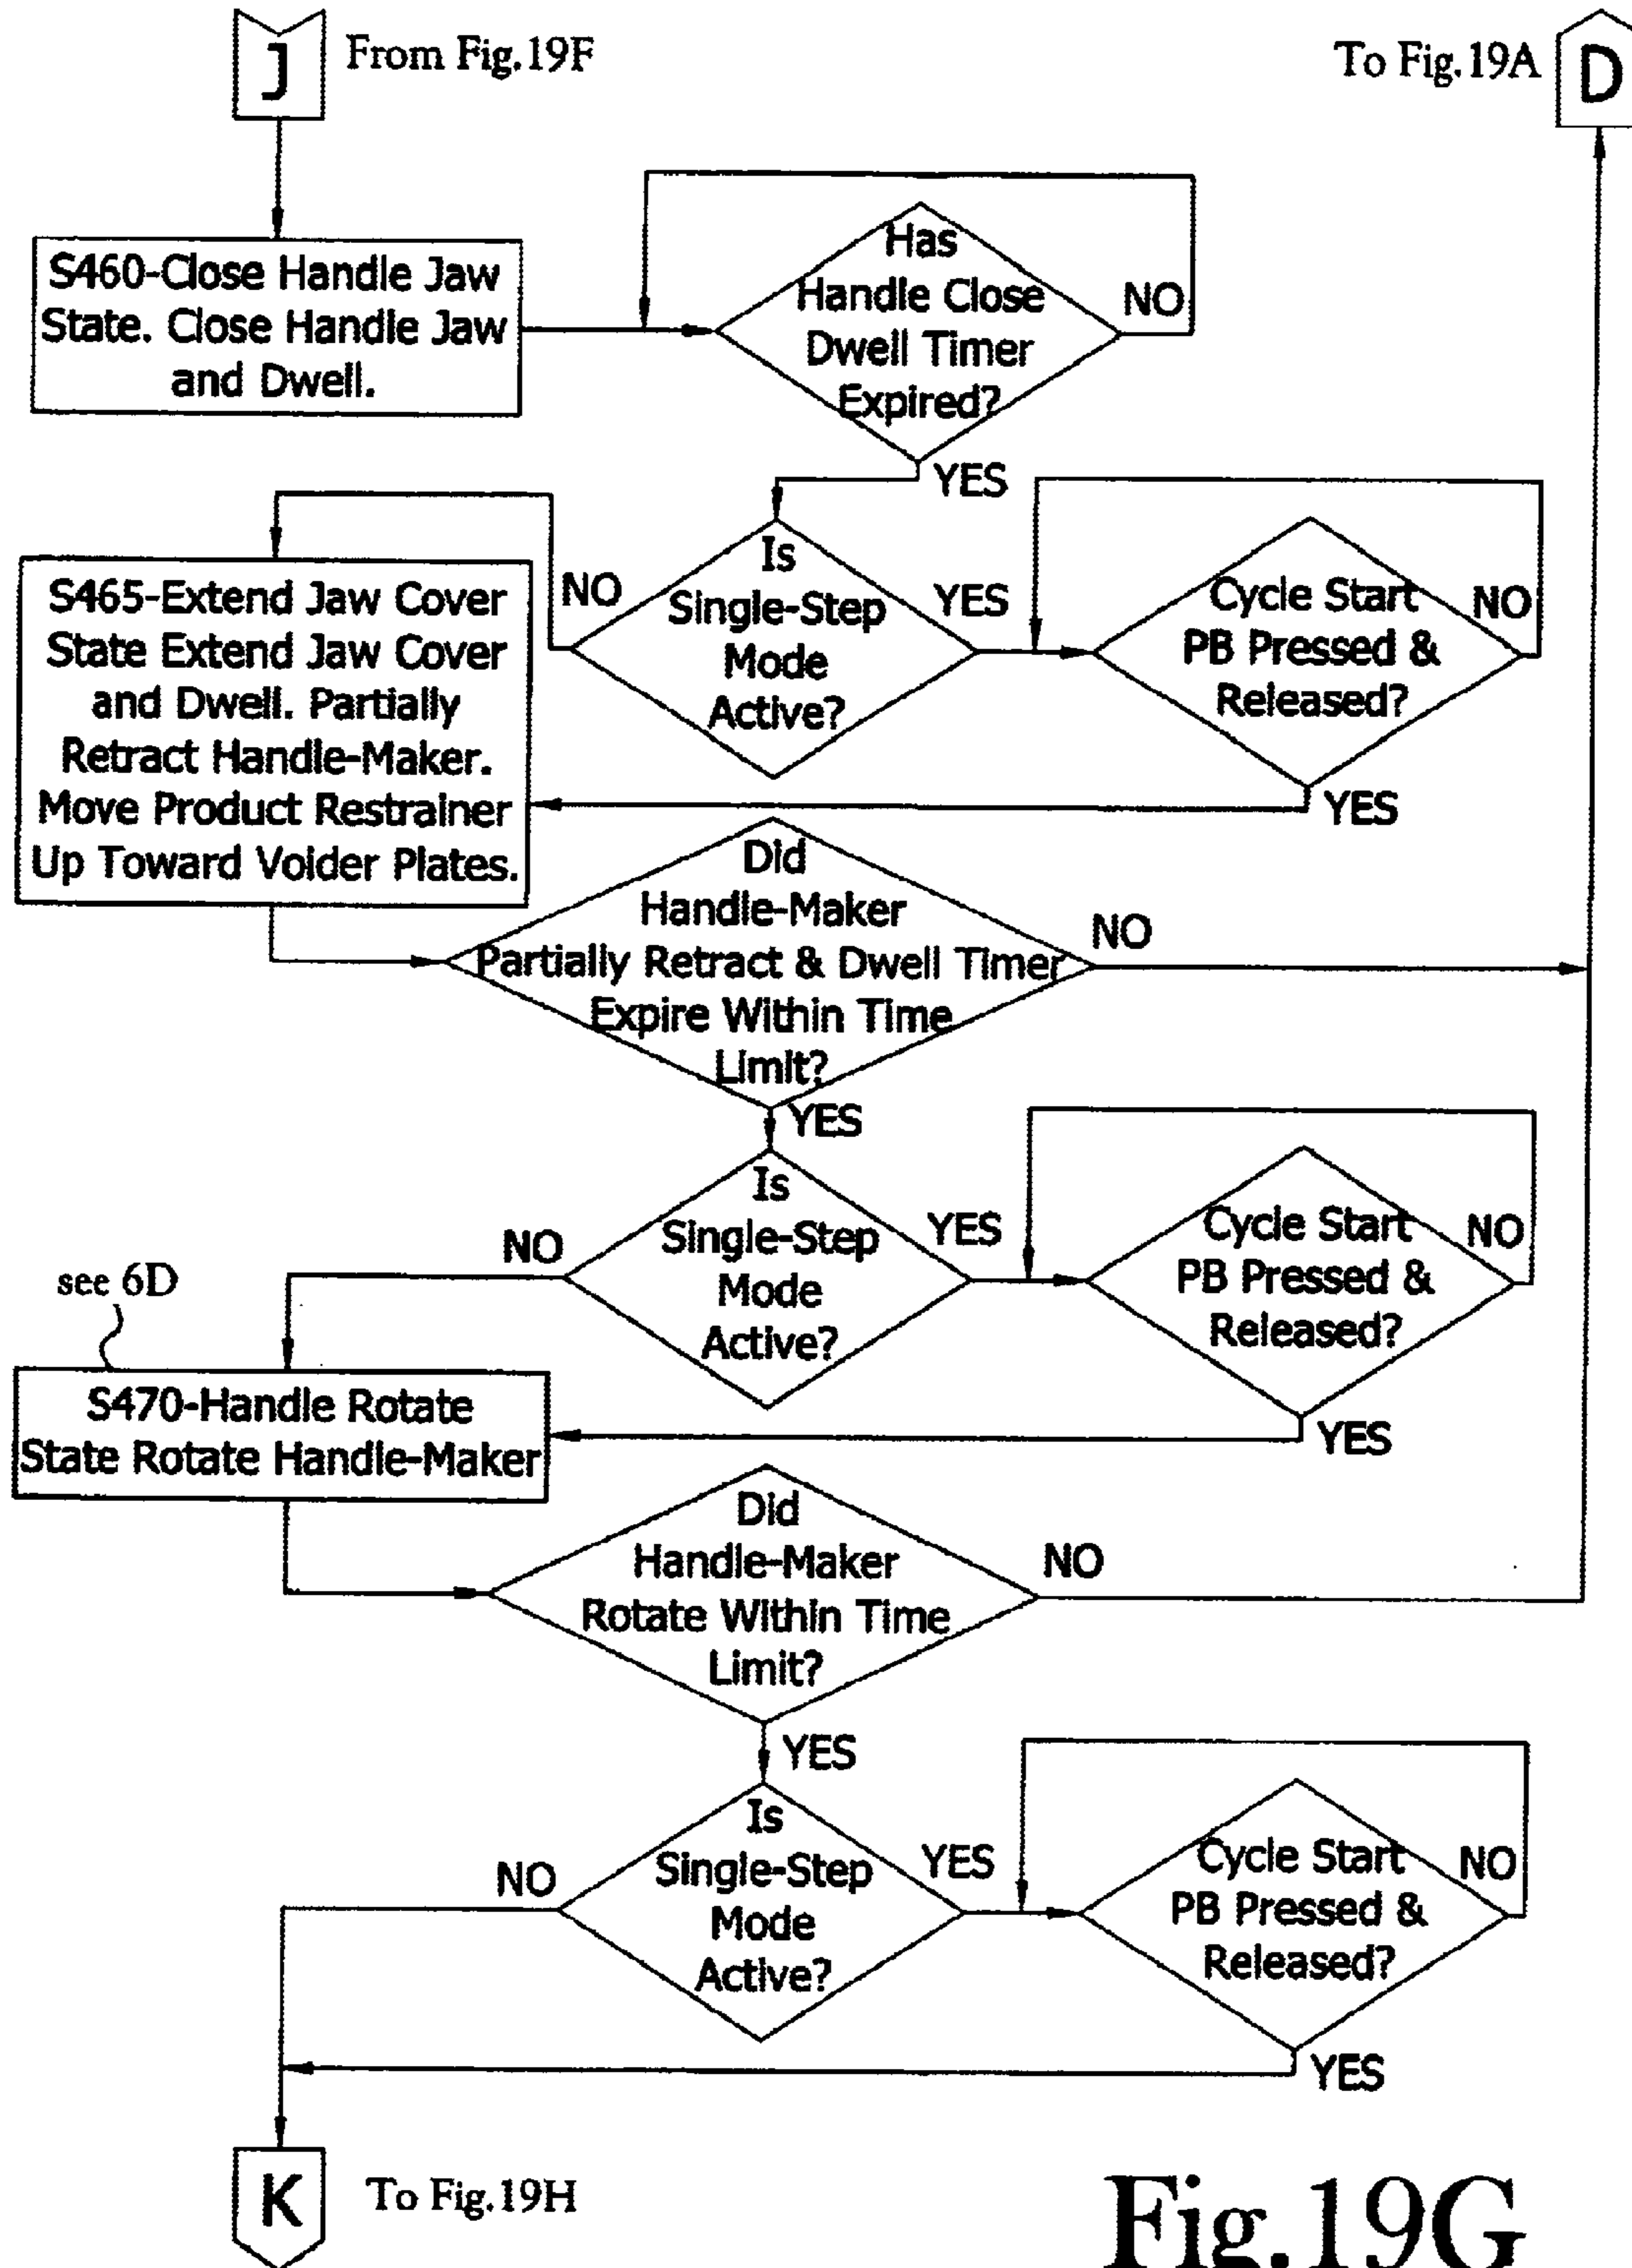 J
From Fig.19F
To Fig.19A
D
S460-Close Handle Jaw
State. Close Handle Jaw
and Dwell.
Has
Handle Close
Dwell Timer
Expired?
NO
YES
S465-Extend Jaw Cover
State Extend Jaw Cover
and Dwell. Partially
Retract Handle-Maker.
Move Product Restrainer
Up Toward Voider Plates.
NO
Is
Single-Step
Mode
Active?
YES
Cycle Start
PB Pressed &
Released?
NO
YES
Did
Handle-Maker
Partially Retract & Dwell Timer
Expire Within Time
Limit?
NO
YES
NO
Is
Single-Step
Mode
Active?
YES
Cycle Start
PB Pressed &
Released?
NO
YES
see 6D
S470-Handle Rotate
State Rotate Handle-Maker
Did
Handle-Maker
Rotate Within Time
Limit?
NO
YES
NO
Is
Single-Step
Mode
Active?
YES
Cycle Start
PB Pressed &
Released?
NO
YES
K
To Fig.19H
Fig.19G